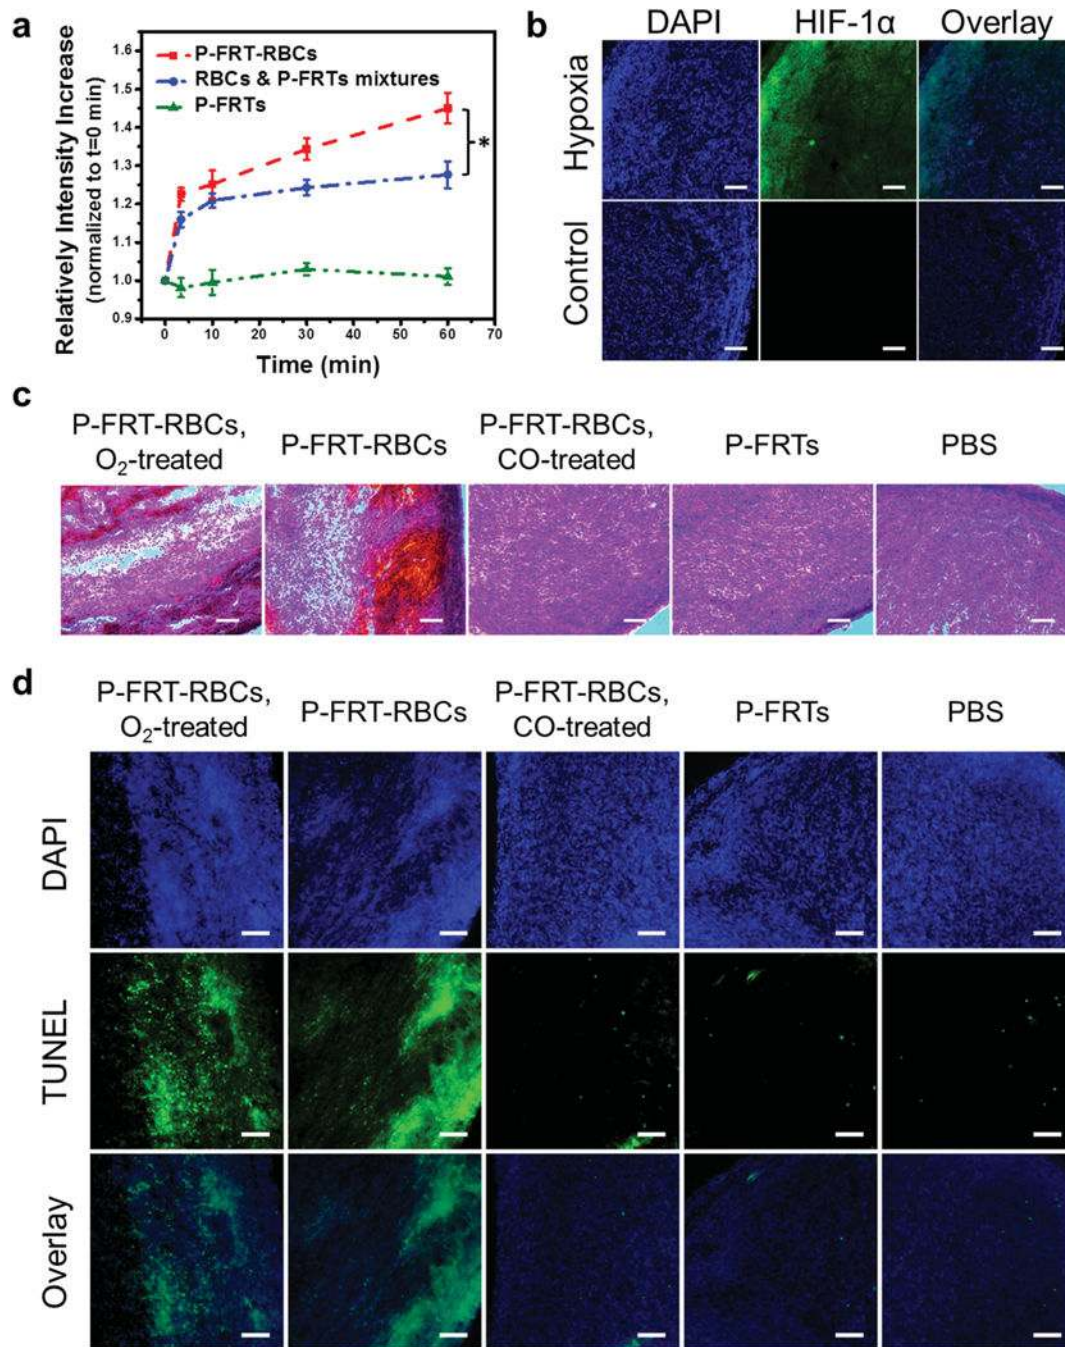 a
Relatively Intensity Increase
(normalized to t=0 min)
1.6
1.5
1.4
1.3
1.2
1.1
1.0
0.9
P-FRT-RBCs
RBCs & P-FRTs mixtures
P-FRTs
*
0 10 20 30 40 50 60 70
Time (min)
b
DAPI HIF-1α Overlay
Hypoxia
Control
c
P-FRT-RBCs,
O₂-treated
P-FRT-RBCs
P-FRT-RBCs,
CO-treated
P-FRTs
PBS
d
P-FRT-RBCs,
O₂-treated
P-FRT-RBCs
P-FRT-RBCs,
CO-treated
P-FRTs
PBS
DAPI
TUNEL
Overlay